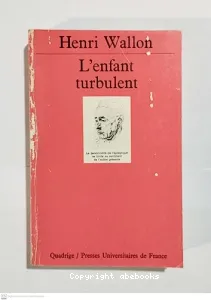 Henri Wallon
L'enfant
turbulent
Quadrige / Presses Universitaires de France
Copyright abebooks